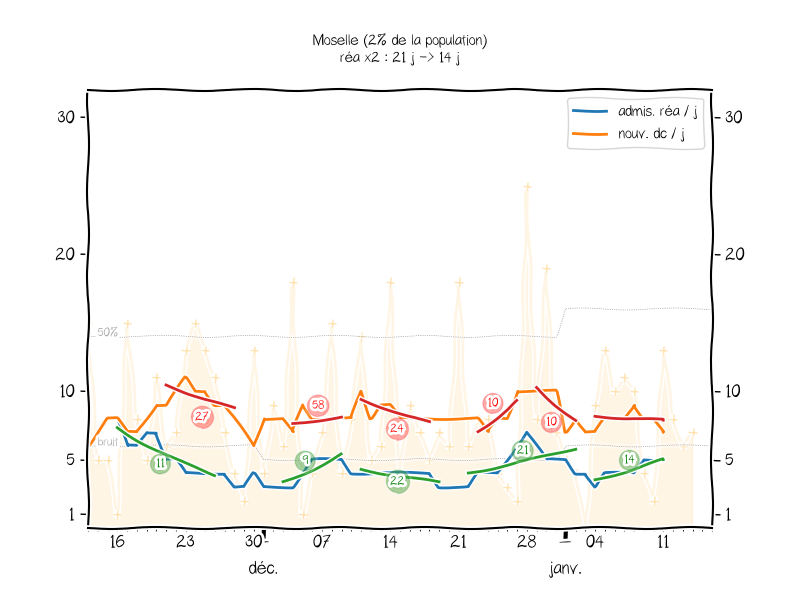 Moselle (2% de la population)
réa x2 : 21 j -> 14 j
admis. réa / j
nouv. dc / j
30 30
20 20
50%
10 10
10
58
27
24
10
bruit
5 5
11
9
22
21
14
1 1
16 23 30 07 14 21 28 04 11
déc. janv.